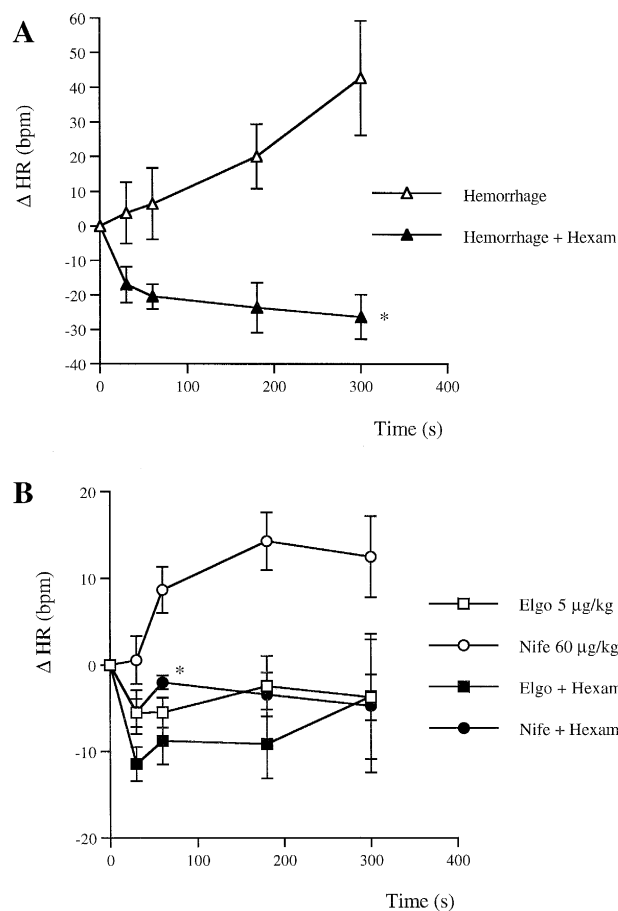 A
60
50
40
30
20
10
0
-10
-20
-30
-40
Δ HR (bpm)
0 100 200 300 400
Time (s)
Hemorrhage
Hemorrhage + Hexam
*
B
20
10
0
-10
-20
Δ HR (bpm)
0 100 200 300 400
Time (s)
*
Elgo 5 µg/kg
Nife 60 µg/kg
Elgo + Hexam
Nife + Hexam